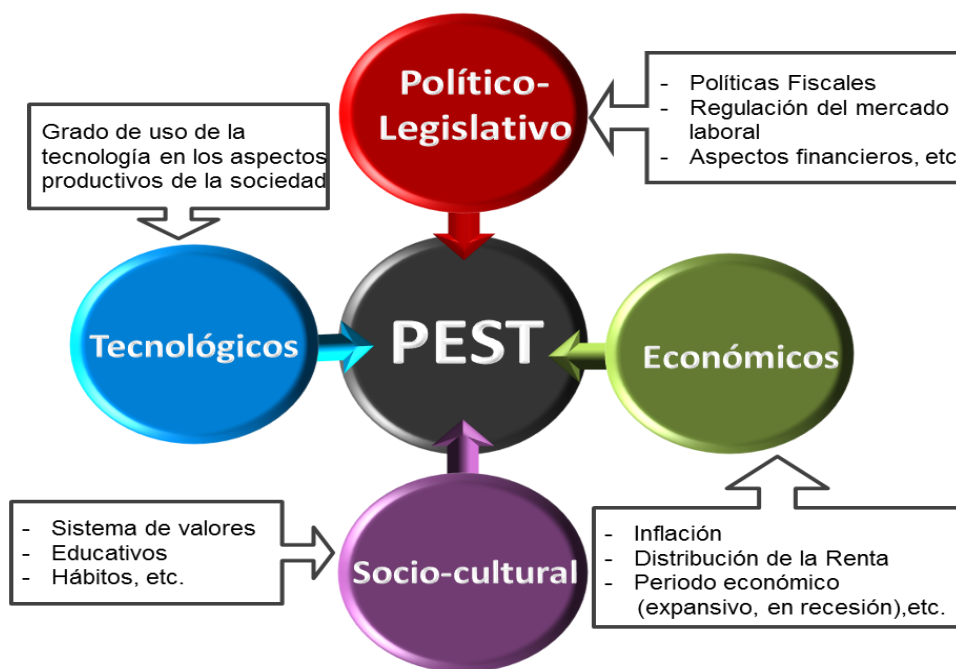 Político-
Legislativo
- Políticas Fiscales
- Regulación del mercado
laboral
- Aspectos financieros, etc
Grado de uso de la
tecnología en los aspectos
productivos de la sociedad
Tecnológicos
PEST
Económicos
- Sistema de valores
- Educativos
- Hábitos, etc.
Socio-cultural
- Inflación
- Distribución de la Renta
- Periodo económico
(expansivo, en recesión),etc.